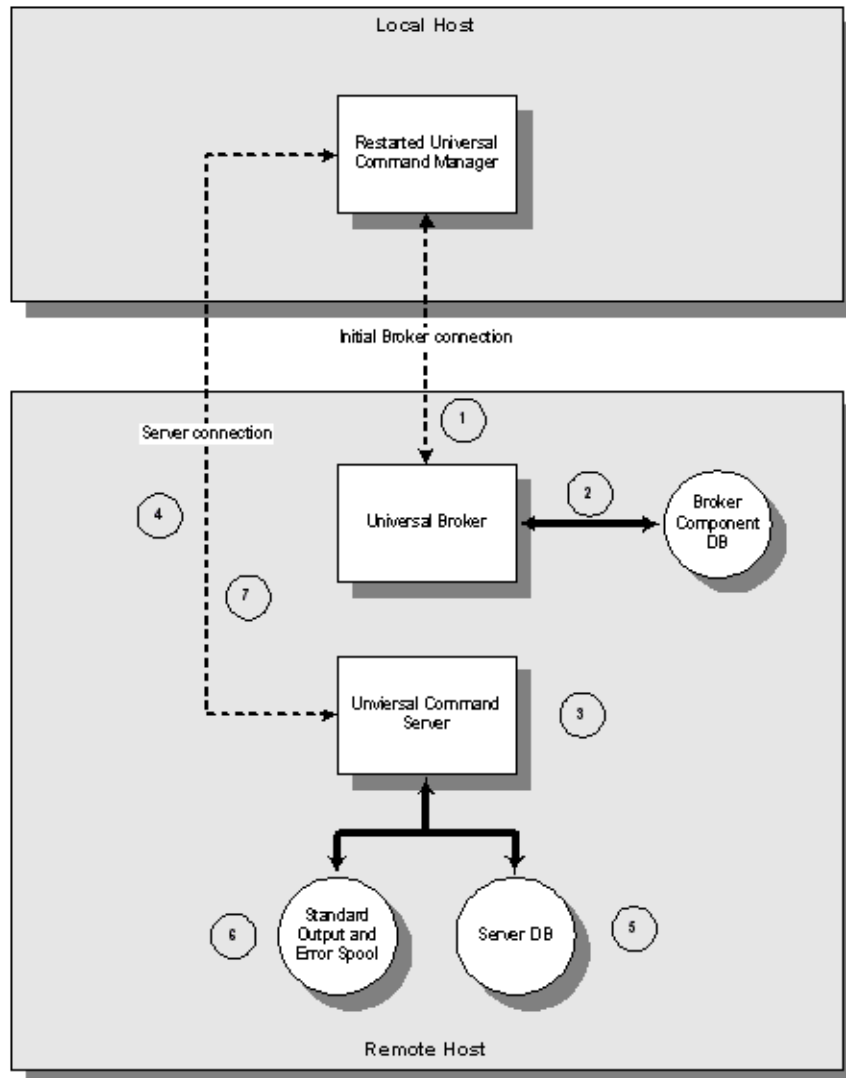 Local Host
Restarted Universal
Command Manager
Initial Broker connection
1
Server connection
2
Broker
Component
DB
Universal Broker
4
7
Unviersal Command
Server
3
6
Standard
Output and
Error Spool
Server DB
5
Remote Host